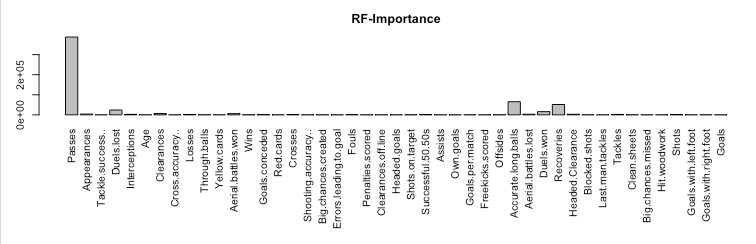 RF-Importance
2e+05
0e+00
Passes
Appearances
Tackle.success..
Duels.lost
Interceptions
Age
Clearances
Cross.accuracy..
Losses
Through.balls
Yellow.cards
Aerial.battles.won
Wins
Goals.conceded
Red.cards
Crosses
Shooting.accuracy..
Big.chances.created
Errors.leading.to.goal
Fouls
Penalties.scored
Clearances.off.line
Headed.goals
Shots.on.target
Successful.50.50s
Assists
Own.goals
Goals.per.match
Freekicks.scored
Offsides
Accurate.long.balls
Aerial.battles.lost
Duels.won
Recoveries
Headed.Clearance
Blocked.shots
Last.man.tackles
Tackles
Clean.sheets
Big.chances.missed
Hit.woodwork
Shots
Goals.with.left.foot
Goals.with.right.foot
Goals